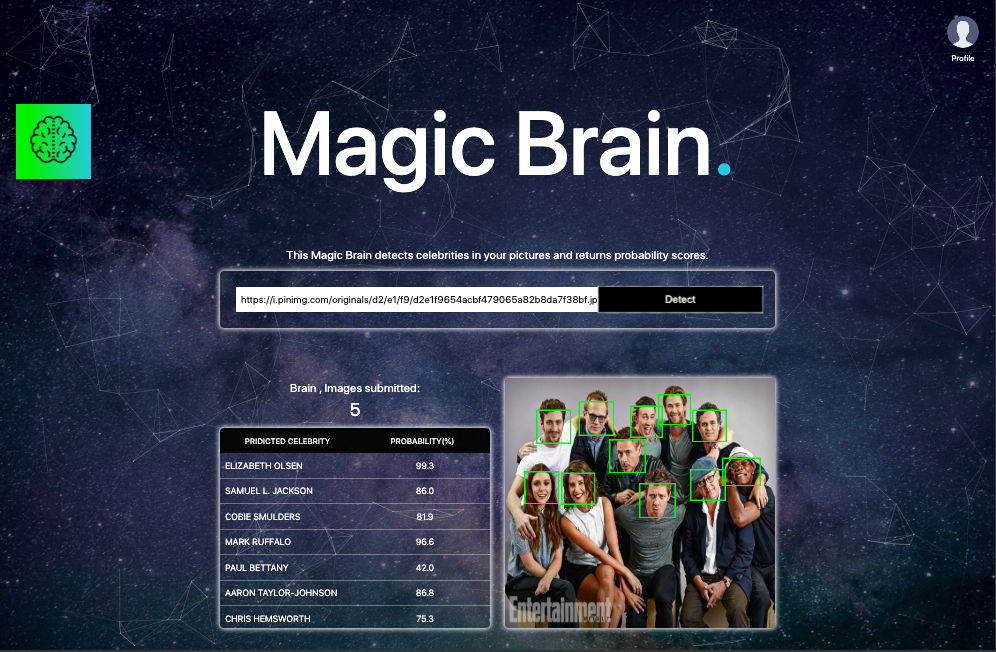 Profile
Magic Brain.
This Magic Brain detects celebrities in your pictures and returns probability scores.
https://i.pinimg.com/originals/d2/e1/f9/d2e1f9654acbf479065a82b8da7f38bf.jp Detect
Brain , Images submitted:
5
PRIDICTED CELEBRITY PROBABILITY(%)
ELIZABETH OLSEN 99.3
SAMUEL L. JACKSON 86.0
COBIE SMULDERS 81.9
MARK RUFFALO 96.6
PAUL BETTANY 42.0
AARON TAYLOR-JOHNSON 86.8
CHRIS HEMSWORTH 75.3
Entertainment